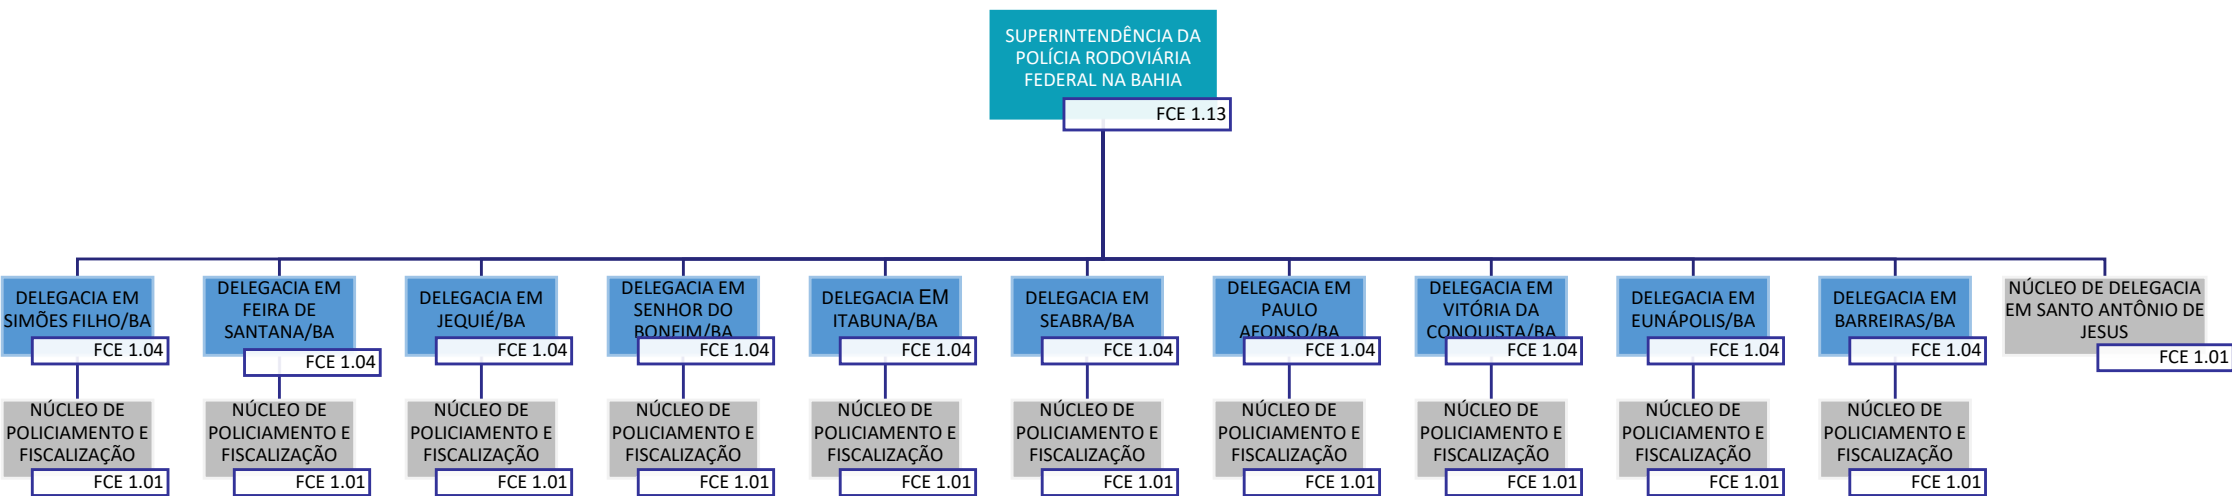 SUPERINTENDÊNCIA DA
POLÍCIA RODOVIÁRIA
FEDERAL NA BAHIA
FCE 1.13
DELEGACIA EM
SIMÕES FILHO/BA
FCE 1.04
DELEGACIA EM
FEIRA DE
SANTANA/BA
FCE 1.04
DELEGACIA EM
JEQUIÉ/BA
FCE 1.04
DELEGACIA EM
SENHOR DO
BONFIM/BA
FCE 1.04
DELEGACIA EM
ITABUNA/BA
FCE 1.04
DELEGACIA EM
SEABRA/BA
FCE 1.04
DELEGACIA EM
PAULO
AFONSO/BA
FCE 1.04
DELEGACIA EM
VITÓRIA DA
CONQUISTA/BA
FCE 1.04
DELEGACIA EM
EUNÁPOLIS/BA
FCE 1.04
DELEGACIA EM
BARREIRAS/BA
FCE 1.04
NÚCLEO DE DELEGACIA
EM SANTO ANTÔNIO DE
JESUS
FCE 1.01
NÚCLEO DE
POLICIAMENTO E
FISCALIZAÇÃO
FCE 1.01
NÚCLEO DE
POLICIAMENTO E
FISCALIZAÇÃO
FCE 1.01
NÚCLEO DE
POLICIAMENTO E
FISCALIZAÇÃO
FCE 1.01
NÚCLEO DE
POLICIAMENTO E
FISCALIZAÇÃO
FCE 1.01
NÚCLEO DE
POLICIAMENTO E
FISCALIZAÇÃO
FCE 1.01
NÚCLEO DE
POLICIAMENTO E
FISCALIZAÇÃO
FCE 1.01
NÚCLEO DE
POLICIAMENTO E
FISCALIZAÇÃO
FCE 1.01
NÚCLEO DE
POLICIAMENTO E
FISCALIZAÇÃO
FCE 1.01
NÚCLEO DE
POLICIAMENTO E
FISCALIZAÇÃO
FCE 1.01
NÚCLEO DE
POLICIAMENTO E
FISCALIZAÇÃO
FCE 1.01